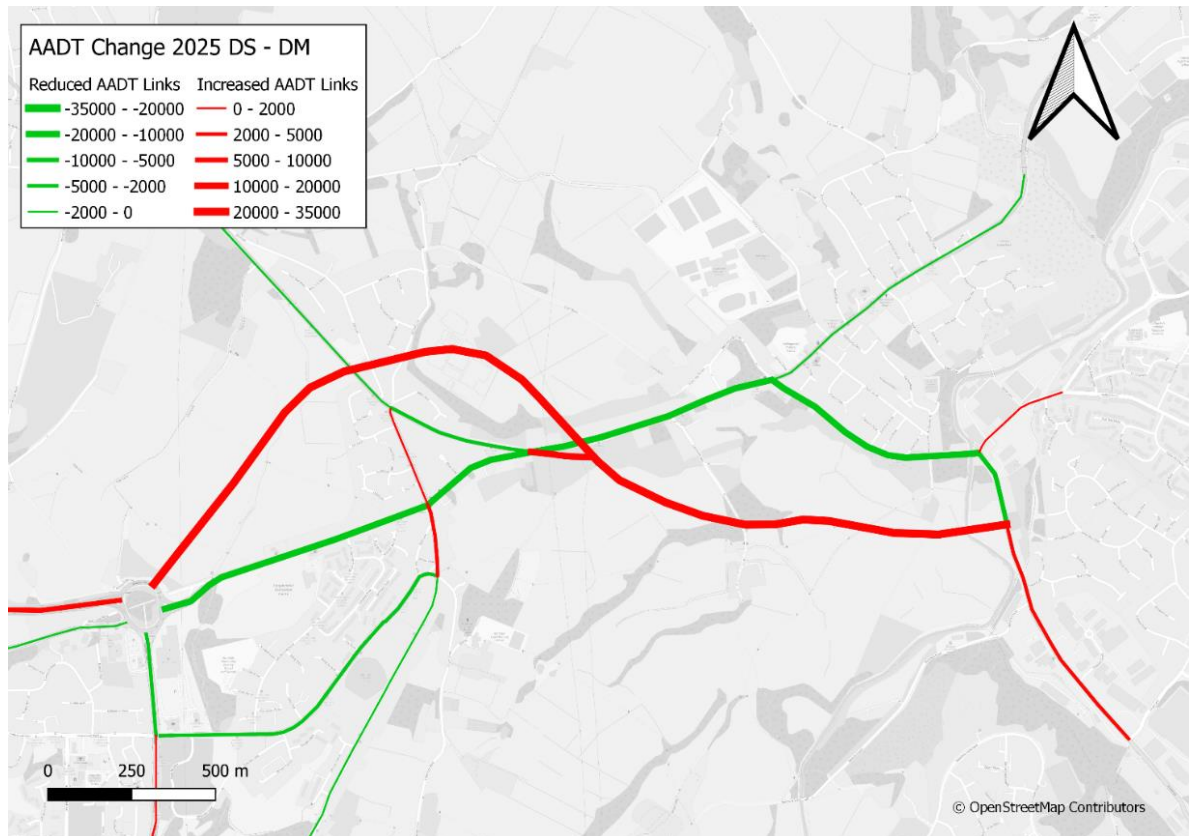 AADT Change 2025 DS - DM
Reduced AADT Links Increased AADT Links
-35000 - -20000 0 - 2000
-20000 - -10000 2000 - 5000
-10000 - -5000 5000 - 10000
-5000 - -2000 10000 - 20000
-2000 - 0 20000 - 35000
0 250 500 m
© OpenStreetMap Contributors